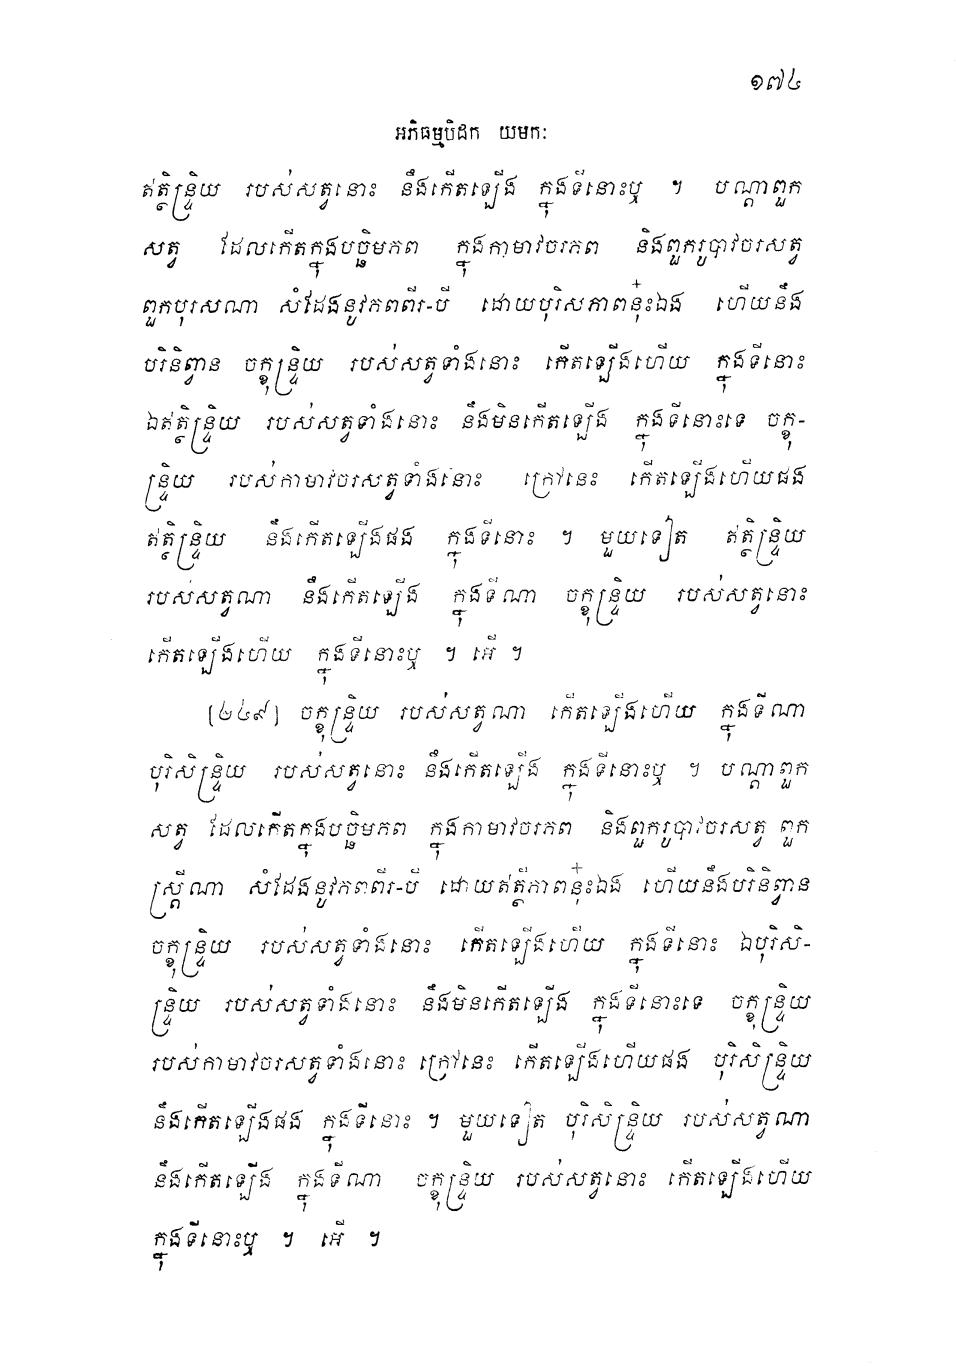 ១៧៤
អភិធម្មបិដក យមកៈ
ឥត្ថិន្ទ្រិយ របស់សត្វនោះ នឹងកើតឡើង ក្នុងទីនោះឬ ។ បណ្តាពួក
សត្វ ដែលកើតក្នុងបច្ឆិមភព ក្នុងកាមាវចរភព និងពួករូបាវចរសត្វ
ពួកបុរសណា សំដែងនូវភពពីរ-បី ដោយបុរិសភាពនុ៎ះឯង ហើយនឹង
បរិនិព្វាន ចក្ខុន្ទ្រិយ របស់សត្វទាំងនោះ កើតឡើងហើយ ក្នុងទីនោះ
ឯឥត្ថិន្ទ្រិយ របស់សត្វទាំងនោះ នឹងមិនកើតឡើង ក្នុងទីនោះទេ ចក្ខុ-
ន្ទ្រិយ របស់កាមាវចរសត្វទាំងនោះ ក្រៅនេះ កើតឡើងហើយផង
ឥត្ថិន្ទ្រិយ នឹងកើតឡើងផង ក្នុងទីនោះ ។ មួយទៀត ឥត្ថិន្ទ្រិយ
របស់សត្វណា នឹងកើតឡើង ក្នុងទីណា ចក្ខុន្ទ្រិយ របស់សត្វនោះ
កើតឡើងហើយ ក្នុងទីនោះឬ ។ អើ ។
[៤៤៩] ចក្ខុន្ទ្រិយ របស់សត្វណា កើតឡើងហើយ ក្នុងទីណា
បុរិសិន្ទ្រិយ របស់សត្វនោះ នឹងកើតឡើង ក្នុងទីនោះឬ ។ បណ្តាពួក
សត្វ ដែលកើតក្នុងបច្ឆិមភព ក្នុងកាមាវចរភព និងពួករូបាវចរសត្វ ពួក
ស្ត្រីណា សំដែងនូវភពពីរ-បី ដោយឥត្ថីភាពនុ៎ះឯង ហើយនឹងបរិនិព្វាន
ចក្ខុន្ទ្រិយ របស់សត្វទាំងនោះ កើតឡើងហើយ ក្នុងទីនោះ ឯបុរិសិ-
ន្ទ្រិយ របស់សត្វទាំងនោះ នឹងមិនកើតឡើង ក្នុងទីនោះទេ ចក្ខុន្ទ្រិយ
របស់កាមាវចរសត្វទាំងនោះ ក្រៅនេះ កើតឡើងហើយផង បុរិសិន្ទ្រិយ
នឹងកើតឡើងផង ក្នុងទីនោះ ។ មួយទៀត បុរិសិន្ទ្រិយ របស់សត្វណា
នឹងកើតឡើង ក្នុងទីណា ចក្ខុន្ទ្រិយ របស់សត្វនោះ កើតឡើងហើយ
ក្នុងទីនោះឬ ។ អើ ។